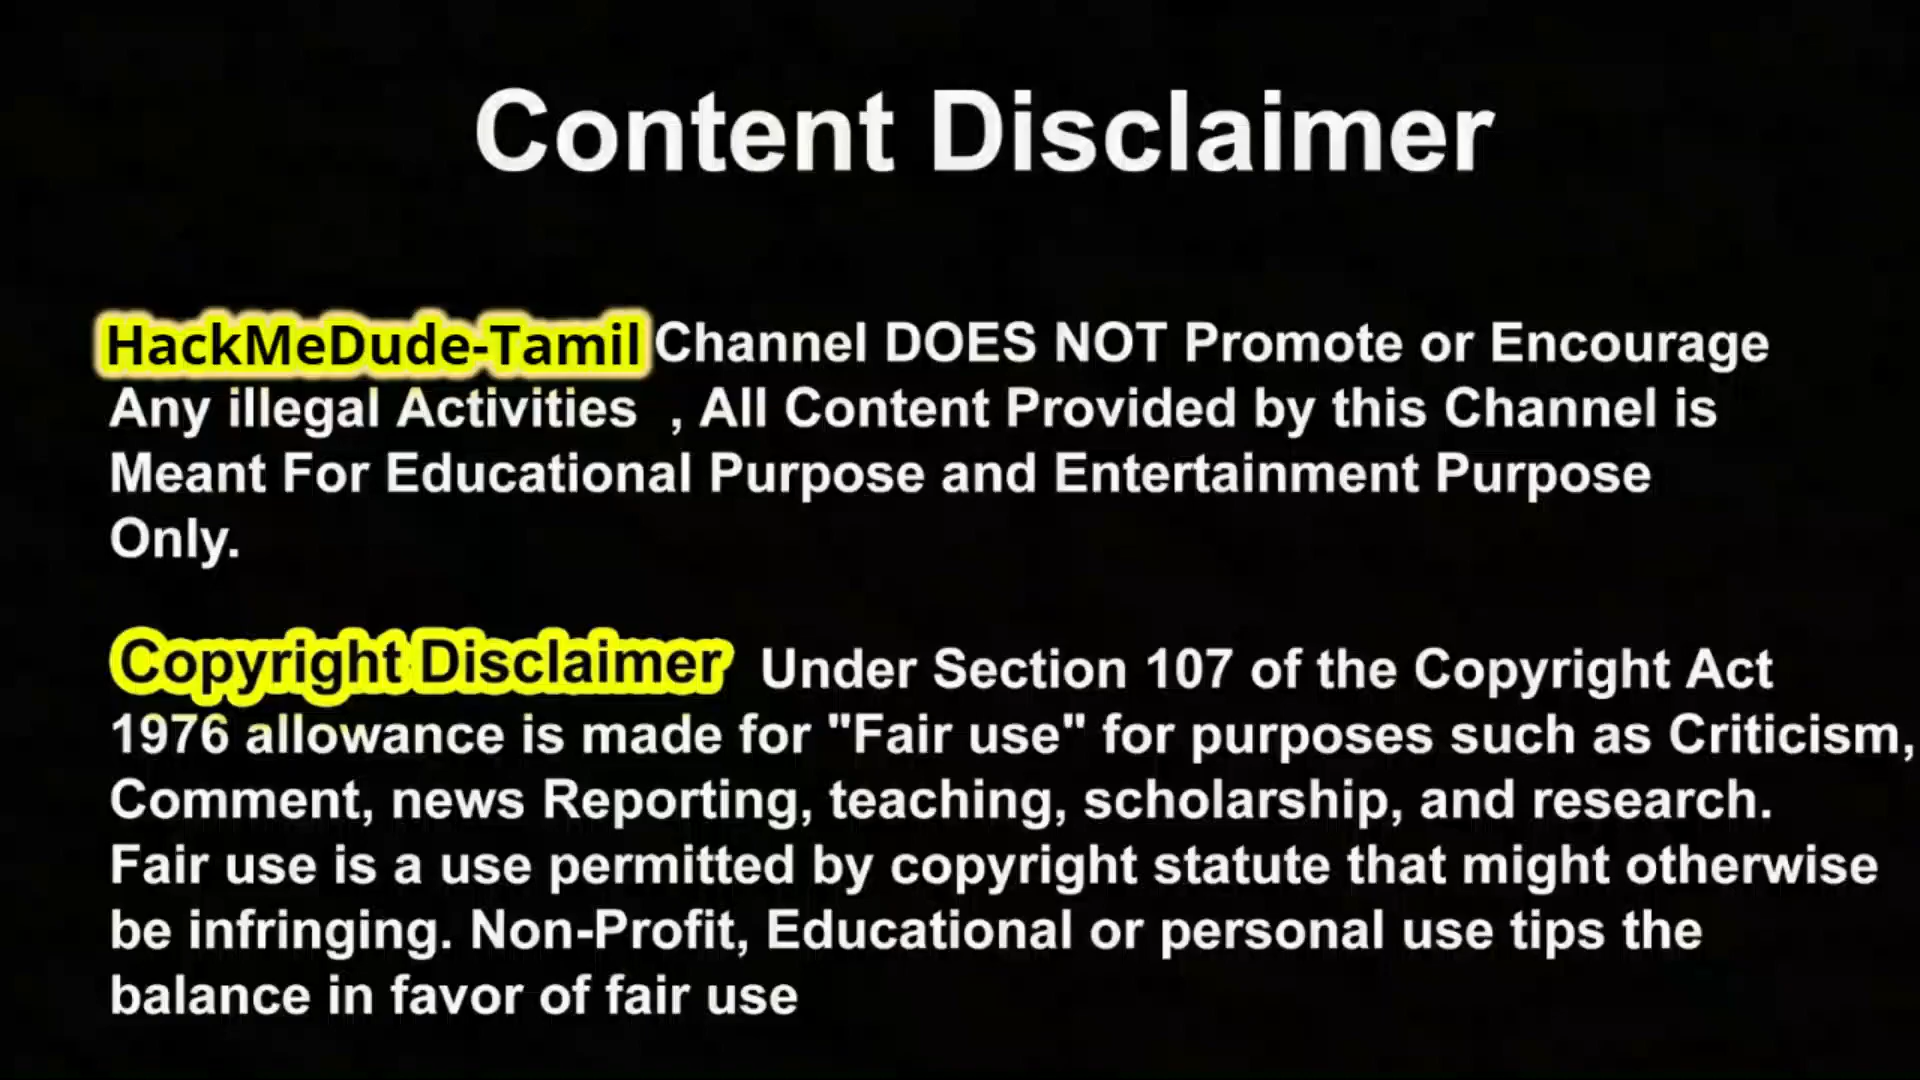 Content Disclaimer
HackMeDude-Tamil Channel DOES NOT Promote or Encourage
Any illegal Activities , All Content Provided by this Channel is
Meant For Educational Purpose and Entertainment Purpose
Only.
Copyright Disclaimer Under Section 107 of the Copyright Act
1976 allowance is made for "Fair use" for purposes such as Criticism,
Comment, news Reporting, teaching, scholarship, and research.
Fair use is a use permitted by copyright statute that might otherwise
be infringing. Non-Profit, Educational or personal use tips the
balance in favor of fair use